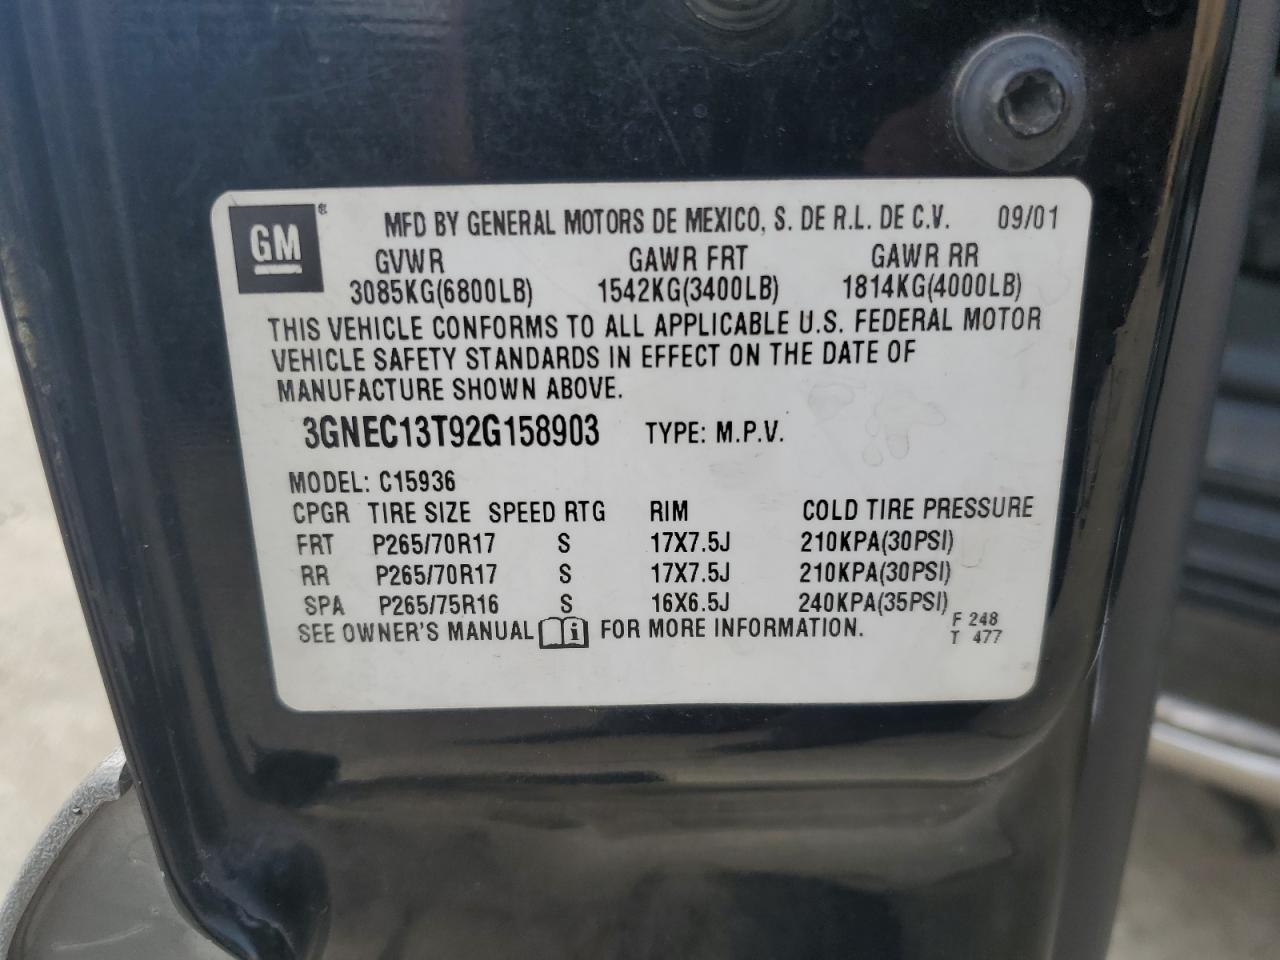 GM® MFD BY GENERAL MOTORS DE MEXICO, S. DE R.L. DE C.V. 09/01
GVWR GAWR FRT GAWR RR
3085KG(6800LB) 1542KG(3400LB) 1814KG(4000LB)
THIS VEHICLE CONFORMS TO ALL APPLICABLE U.S. FEDERAL MOTOR
VEHICLE SAFETY STANDARDS IN EFFECT ON THE DATE OF
MANUFACTURE SHOWN ABOVE.
3GNEC13T92G158903 TYPE: M.P.V.
MODEL: C15936
CPGR TIRE SIZE SPEED RTG RIM COLD TIRE PRESSURE
FRT P265/70R17 S 17X7.5J 210KPA(30PSI)
RR P265/70R17 S 17X7.5J 210KPA(30PSI)
SPA P265/75R16 S 16X6.5J 240KPA(35PSI)
SEE OWNER'S MANUAL i FOR MORE INFORMATION. F 248
T 477